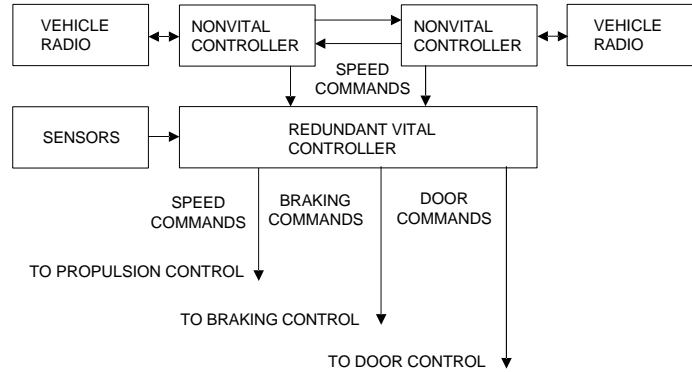 VEHICLE
RADIO
NONVITAL
CONTROLLER
NONVITAL
CONTROLLER
VEHICLE
RADIO
SPEED
COMMANDS
SENSORS
REDUNDANT VITAL
CONTROLLER
SPEED
COMMANDS
BRAKING
COMMANDS
DOOR
COMMANDS
TO PROPULSION CONTROL
TO BRAKING CONTROL
TO DOOR CONTROL